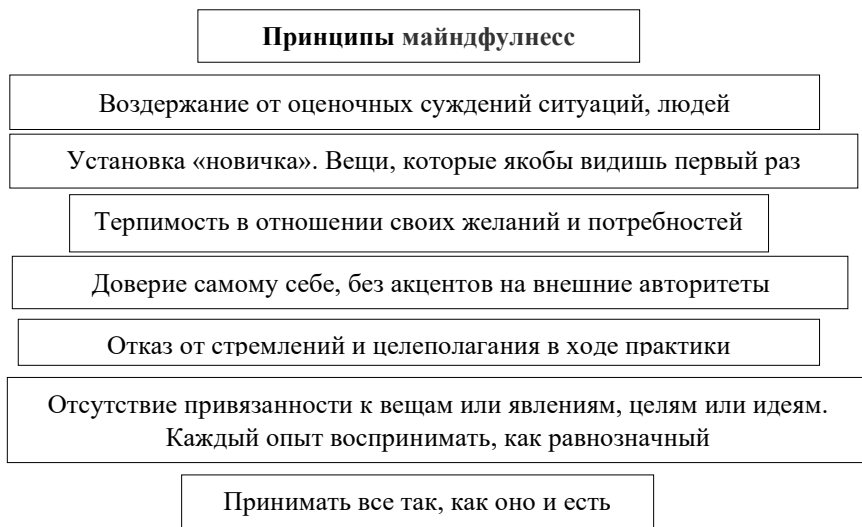 Принципы майндфулнесс
Воздержание от оценочных суждений ситуаций, людей
Установка «новичка». Вещи, которые якобы видишь первый раз
Терпимость в отношении своих желаний и потребностей
Доверие самому себе, без акцентов на внешние авторитеты
Отказ от стремлений и целеполагания в ходе практики
Отсутствие привязанности к вещам или явлениям, целям или идеям.
Каждый опыт воспринимать, как равнозначный
Принимать все так, как оно и есть